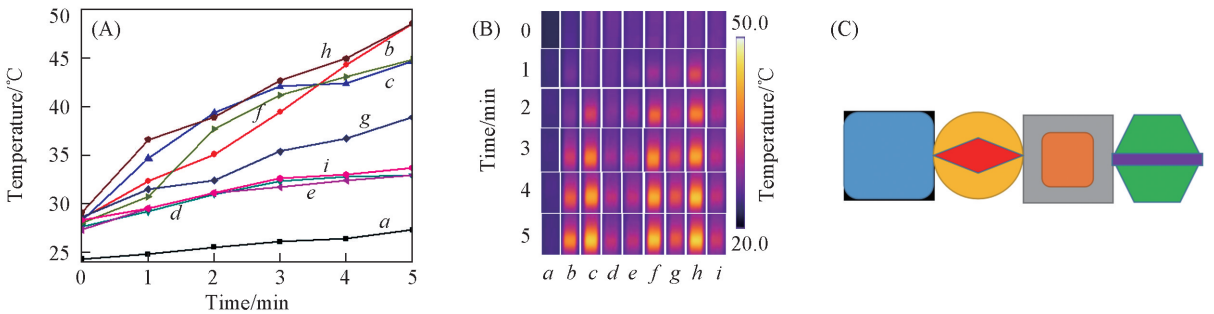 (A)
50
45
40
35
30
25
0 1 2 3 4 5
Temperature/℃
Time/min
h
b
c
f
g
i
e
d
a
(B)
0
1
2
3
4
5
Time/min
a b c d e f g h i
50.0
20.0
Temperature/℃
(C)